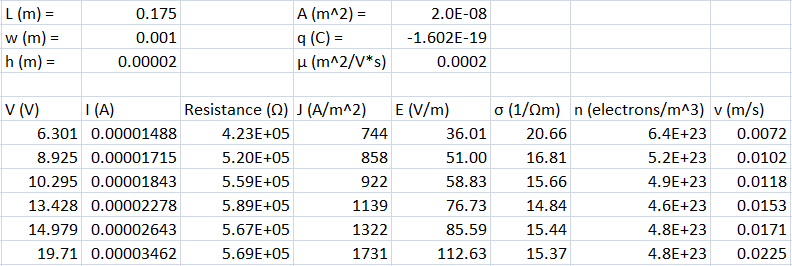 L (m) = 0.175 A (m^2) = 2.0E-08
w (m) = 0.001 q (C) = -1.602E-19
h (m) = 0.00002 μ (m^2/V*s) 0.0002
V (V) I (A) Resistance (Ω) J (A/m^2) E (V/m) σ (1/Ωm) n (electrons/m^3) v (m/s)
6.301 0.00001488 4.23E+05 744 36.01 20.66 6.4E+23 0.0072
8.925 0.00001715 5.20E+05 858 51.00 16.81 5.2E+23 0.0102
10.295 0.00001843 5.59E+05 922 58.83 15.66 4.9E+23 0.0118
13.428 0.00002278 5.89E+05 1139 76.73 14.84 4.6E+23 0.0153
14.979 0.00002643 5.67E+05 1322 85.59 15.44 4.8E+23 0.0171
19.71 0.00003462 5.69E+05 1731 112.63 15.37 4.8E+23 0.0225